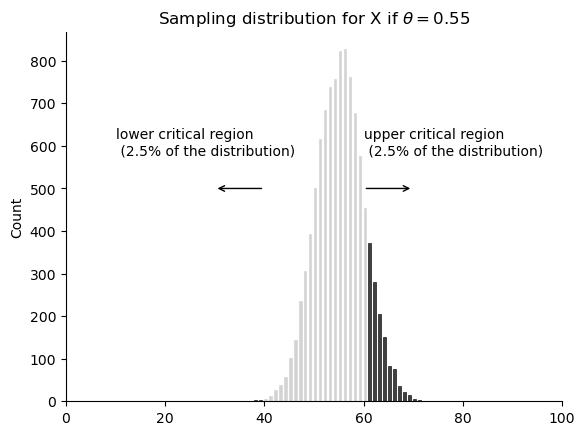 Sampling distribution for X if θ = 0.55
800
700
600
500
400
300
200
100
0
Count
lower critical region
(2.5% of the distribution)
upper critical region
(2.5% of the distribution)
0
20
40
60
80
100